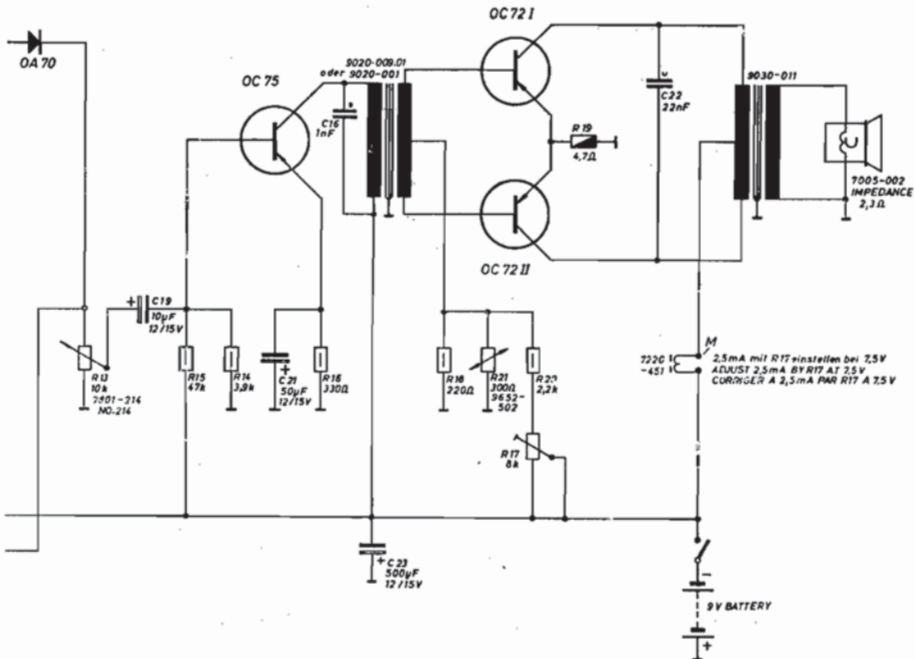 OA 70
OC 75
9020-009.01
oder 9020-001
C16
1nF
OC 72 I
C22
22nF
R19
4,7Ω
OC 72 II
9030-011
7005-002
IMPEDANCE
2,3 Ω
+
C19
10µF
12/15V
R13
10k
7901-214
NO.214
R15
47k
R14
3,9k
+
C21
50µF
12/15V
R16
330Ω
R18
220Ω
R21
300Ω
9652-
502
R20
2,2k
R17
8k
M
7220
-451
2,5mA mit R17 einstellen bei 7,5V
ADJUST 2,5mA BY R17 AT 7,5V
CORRIGER A 2,5mA PAR R17 A 7,5V
+
C23
500µF
12/15V
−
9V BATTERY
+